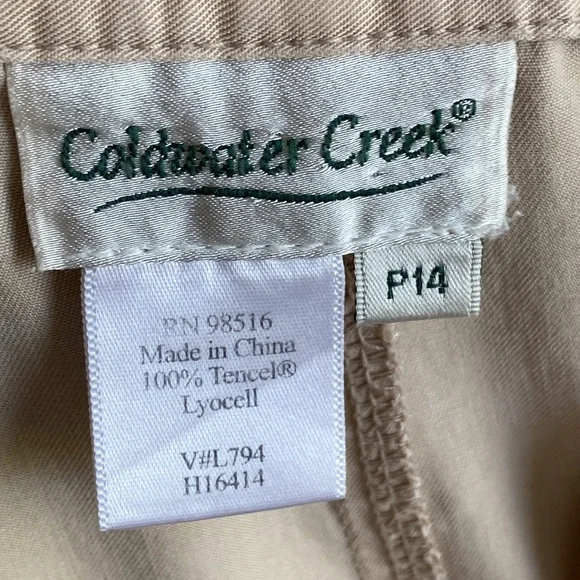 Coldwater Creek®
P14
RN 98516
Made in China
100% Tencel®
Lyocell
V#L794
H16414